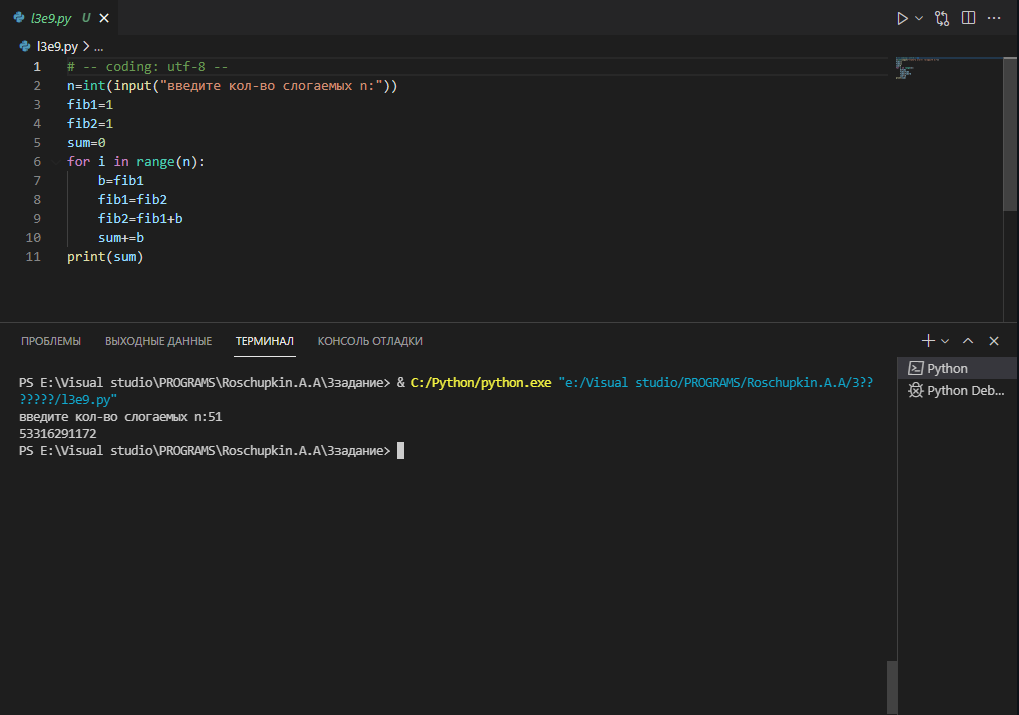 l3e9.py U
l3e9.py > ...
1 # -- coding: utf-8 --
2 n=int(input("введите кол-во слогаемых n:"))
3 fib1=1
4 fib2=1
5 sum=0
6 for i in range(n):
7 b=fib1
8 fib1=fib2
9 fib2=fib1+b
10 sum+=b
11 print(sum)
ПРОБЛЕМЫ ВЫХОДНЫЕ ДАННЫЕ ТЕРМИНАЛ КОНСОЛЬ ОТЛАДКИ
PS E:\Visual studio\PROGRAMS\Roschupkin.A.A\3задание> & C:/Python/python.exe "e:/Visual studio/PROGRAMS/Roschupkin.A.A/3??
?????/l3e9.py"
введите кол-во слогаемых n:51
53316291172
PS E:\Visual studio\PROGRAMS\Roschupkin.A.A\3задание>
Python
Python Deb...